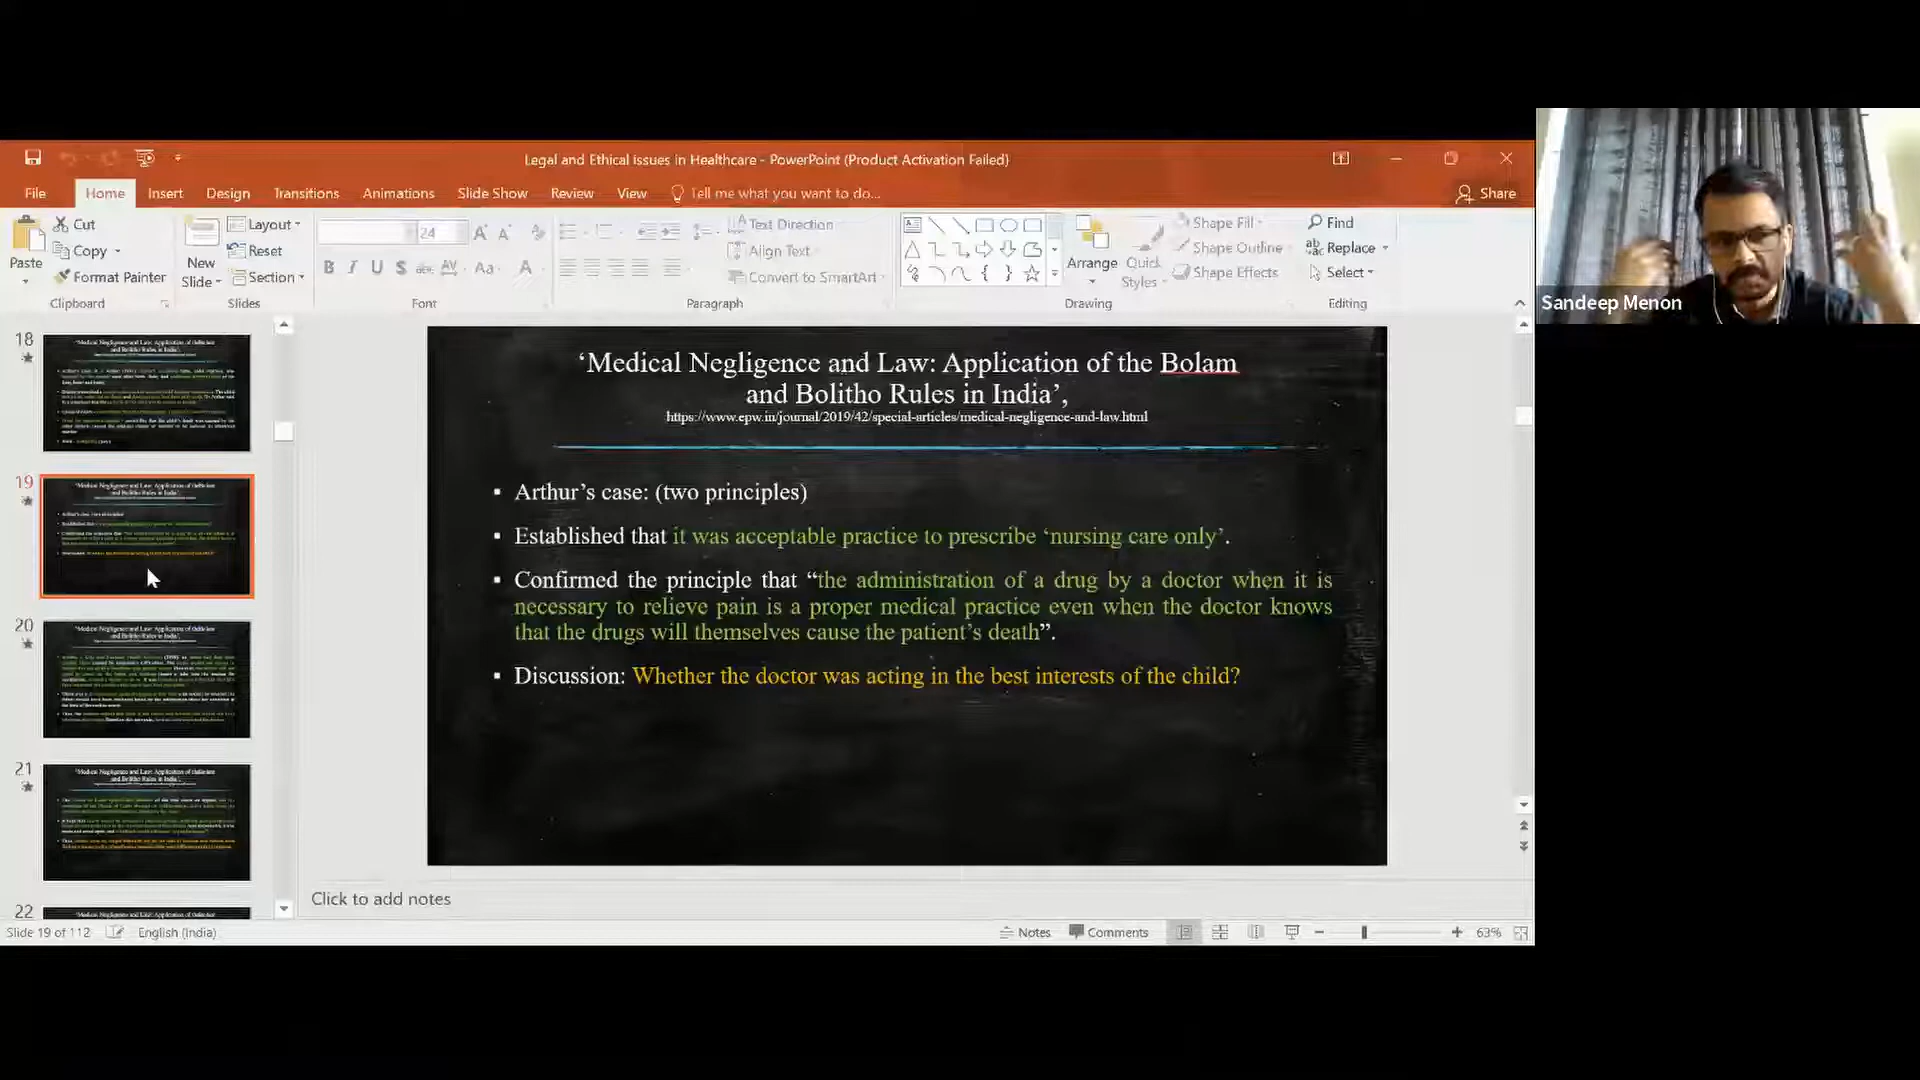 Legal and Ethical issues in Healthcare - PowerPoint (Product Activation Failed)
File Home Insert Design Transitions Animations Slide Show Review View Tell me what you want to do... Share
Paste
Cut
Copy
Format Painter
Clipboard
New
Slide
Layout
Reset
Section
Slides
24
Font
Text Direction
Align Text
Convert to SmartArt
Paragraph
Arrange
Quick
Styles
Shape Fill
Shape Outline
Shape Effects
Drawing
Find
Replace
Select
Editing
Sandeep Menon
18
19
20
21
22
‘Medical Negligence and Law: Application of the Bolam
and Bolitho Rules in India’,
https://www.epw.in/journal/2019/42/special-articles/medical-negligence-and-law.html
▪ Arthur’s case: (two principles)
▪ Established that it was acceptable practice to prescribe ‘nursing care only’.
▪ Confirmed the principle that “the administration of a drug by a doctor when it is
necessary to relieve pain is a proper medical practice even when the doctor knows
that the drugs will themselves cause the patient’s death”.
▪ Discussion: Whether the doctor was acting in the best interests of the child?
Click to add notes
Slide 19 of 112 English (India) Notes Comments 63%